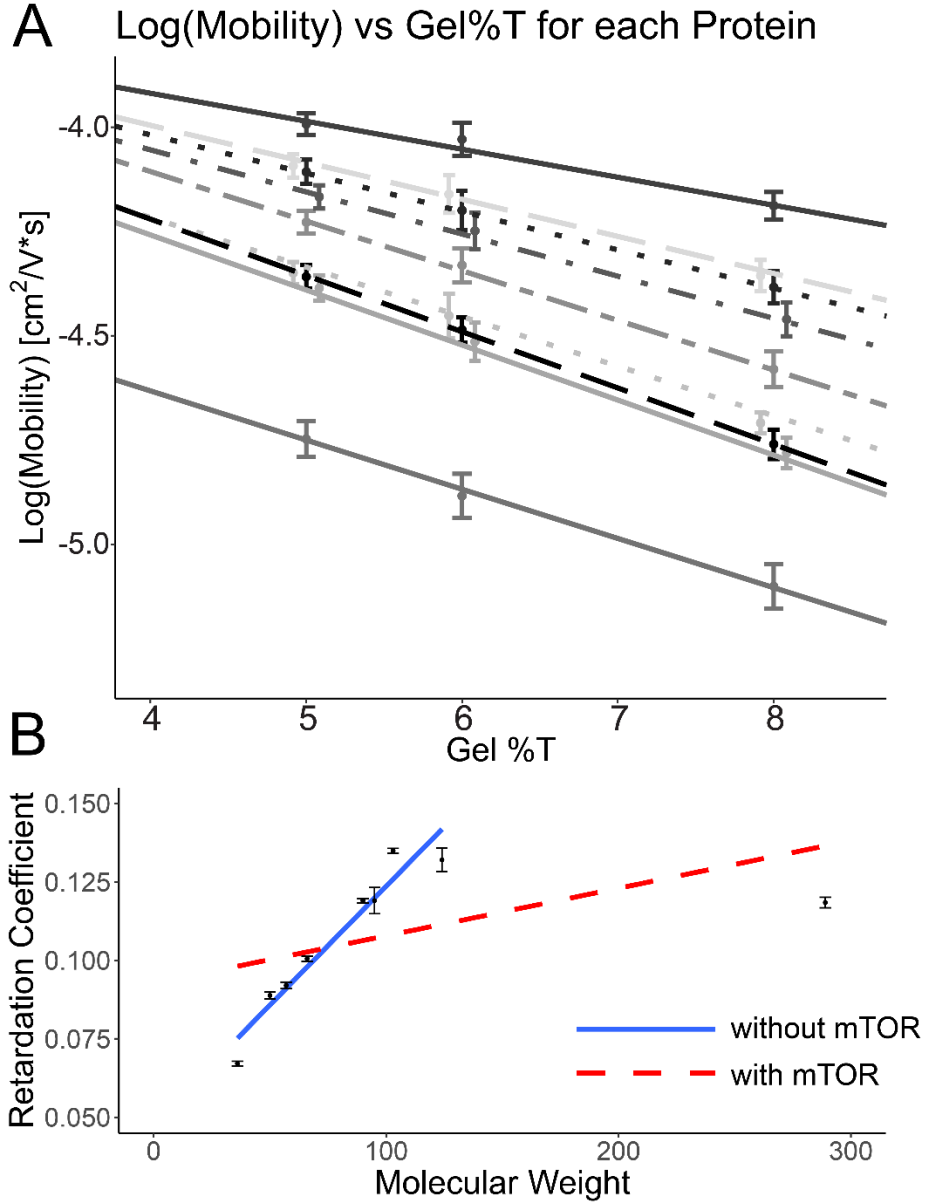 A
Log(Mobility) vs Gel%T for each Protein
Log(Mobility) [cm²/V*s]
-4.0
-4.5
-5.0
4 5 6 7 8
Gel %T
B
Retardation Coefficient
0.150
0.125
0.100
0.075
0.050
without mTOR
with mTOR
0 100 200 300
Molecular Weight